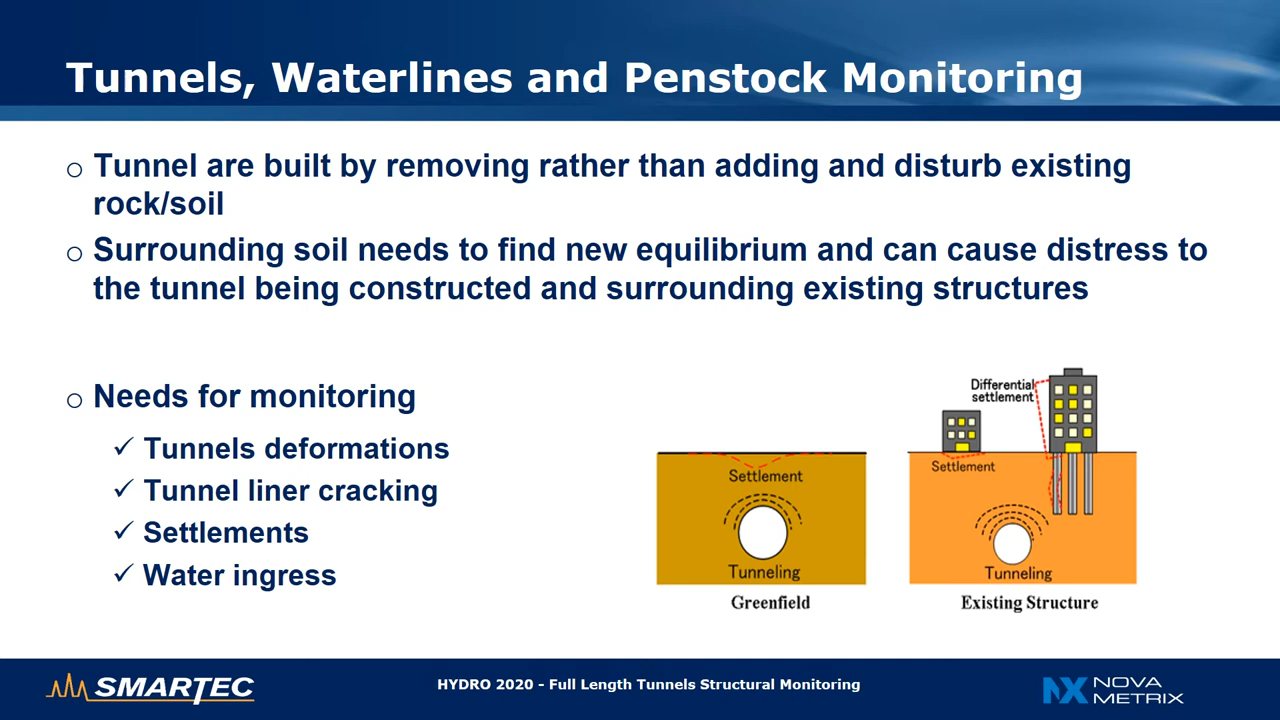 Tunnels, Waterlines and Penstock Monitoring
o Tunnel are built by removing rather than adding and disturb existing
rock/soil
o Surrounding soil needs to find new equilibrium and can cause distress to
the tunnel being constructed and surrounding existing structures
o Needs for monitoring
✓ Tunnels deformations
✓ Tunnel liner cracking
✓ Settlements
✓ Water ingress
Settlement
Tunneling
Greenfield
Differential
settlement
Settlement
Tunneling
Existing Structure
SMARTEC
HYDRO 2020 - Full Length Tunnels Structural Monitoring
NOVA
METRIX